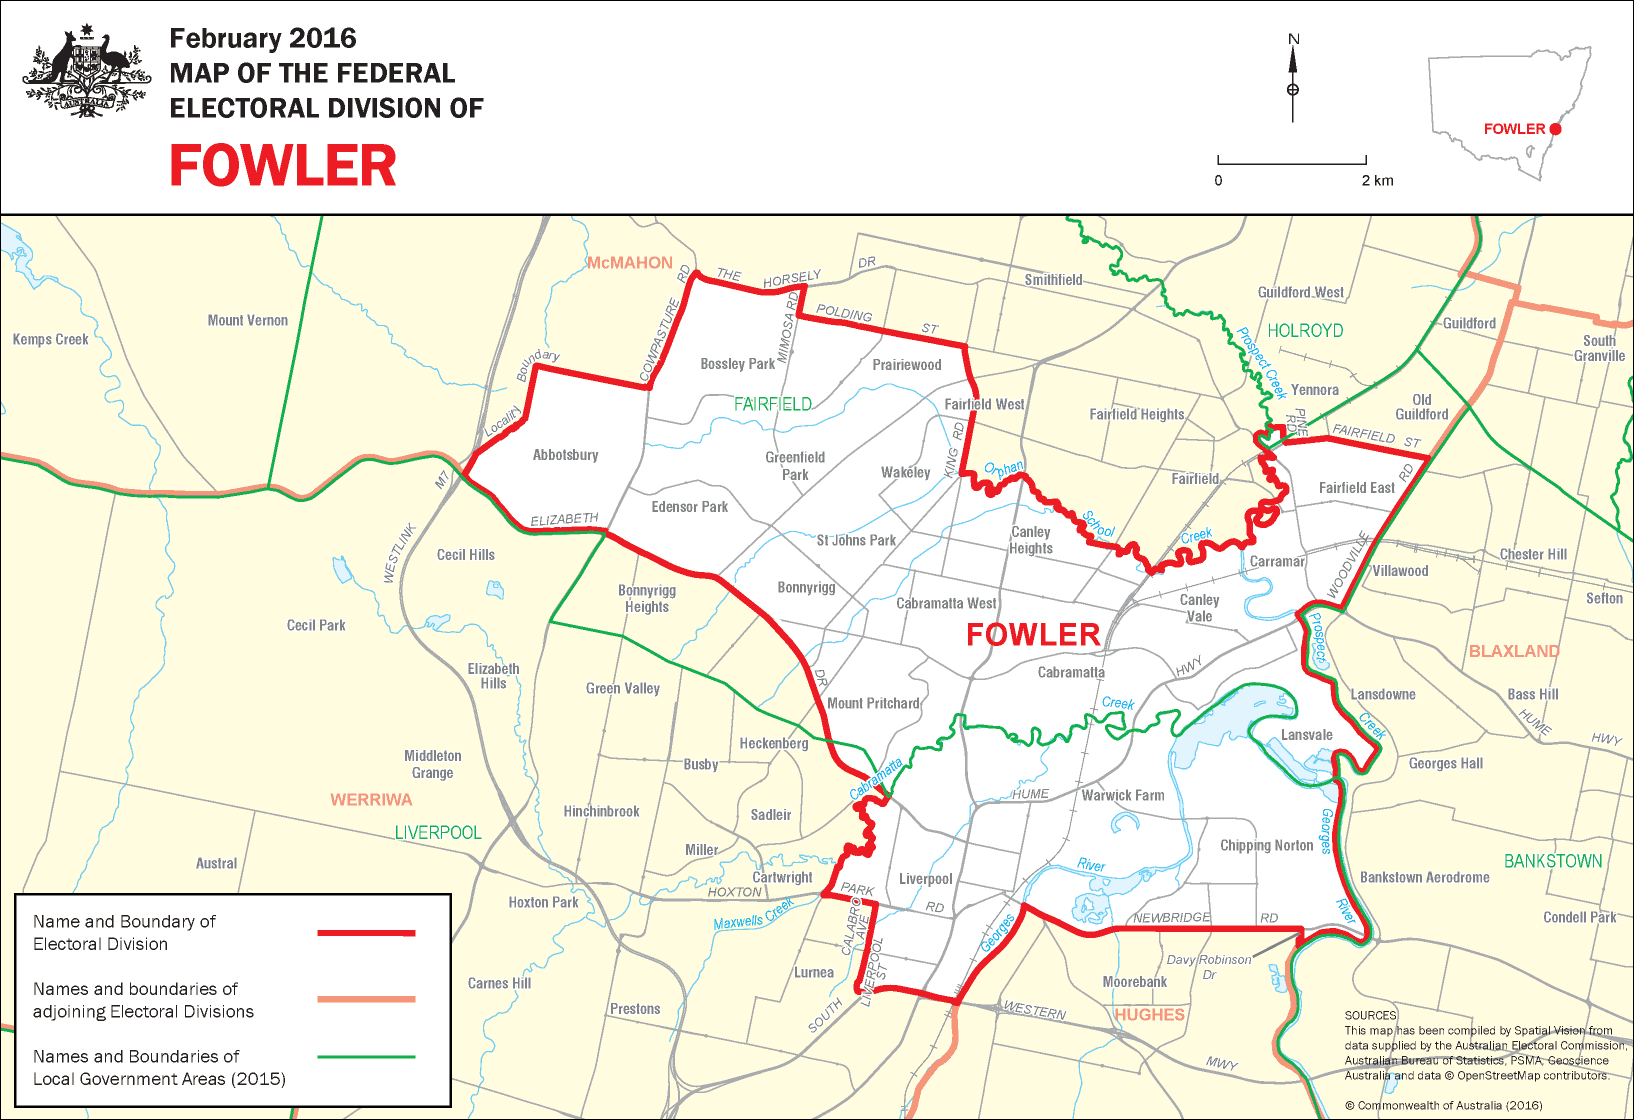 February 2016
MAP OF THE FEDERAL
ELECTORAL DIVISION OF
FOWLER
AUSTRALIA
N
0
2 km
FOWLER
McMAHON
THE
HORSELY
DR
Smithfield
Guildford West
Mount Vernon
COWPASTURE
RD
MIMOSA RD
POLDING
ST
HOLROYD
Guildford
Kemps Creek
Prospect Creek
South
Granville
Locality
Boundary
Bossley Park
Prairiewood
Yennora
FAIRFIELD
Fairfield West
Fairfield Heights
Old
Guildford
PINE
RD
FAIRFIELD
ST
Abbotsbury
Greenfield
Park
Wakeley
KING
RD
Orphan
Fairfield
Fairfield East
RD
M7
Edensor Park
ELIZABETH
School
Creek
WESTLINK
Cecil Hills
St Johns Park
Canley
Heights
Carramar
WOODVILLE
Chester Hill
Villawood
Bonnyrigg
Heights
Bonnyrigg
Cabramatta West
Canley
Vale
Sefton
Cecil Park
FOWLER
Prospect
BLAXLAND
Elizabeth
Hills
Green Valley
DR
Mount Pritchard
Cabramatta
HWY
Creek
Lansdowne
Bass Hill
HUME
HWY
Creek
Lansvale
Heckenberg
Middleton
Grange
Busby
Cabramatta
Georges Hall
WERRIWA
HUME
Warwick Farm
Hinchinbrook
Sadleir
LIVERPOOL
Georges
Miller
Chipping Norton
Austral
River
BANKSTOWN
Cartwright
Liverpool
Bankstown Aerodrome
HOXTON
PARK
RD
Hoxton Park
Maxwells Creek
CALABRO
AVE
Georges
NEWBRIDGE
RD
River
Condell Park
LIVERPOOL
ST
Davy Robinson
Dr
Lurnea
Moorebank
Carnes Hill
Prestons
SOUTH
WESTERN
MWY
HUGHES
Name and Boundary of
Electoral Division
Names and boundaries of
adjoining Electoral Divisions
Names and Boundaries of
Local Government Areas (2015)
SOURCES
This map has been compiled by Spatial Vision from
data supplied by the Australian Electoral Commission,
Australian Bureau of Statistics, PSMA, Geoscience
Australia and data © OpenStreetMap contributors.
© Commonwealth of Australia (2016)